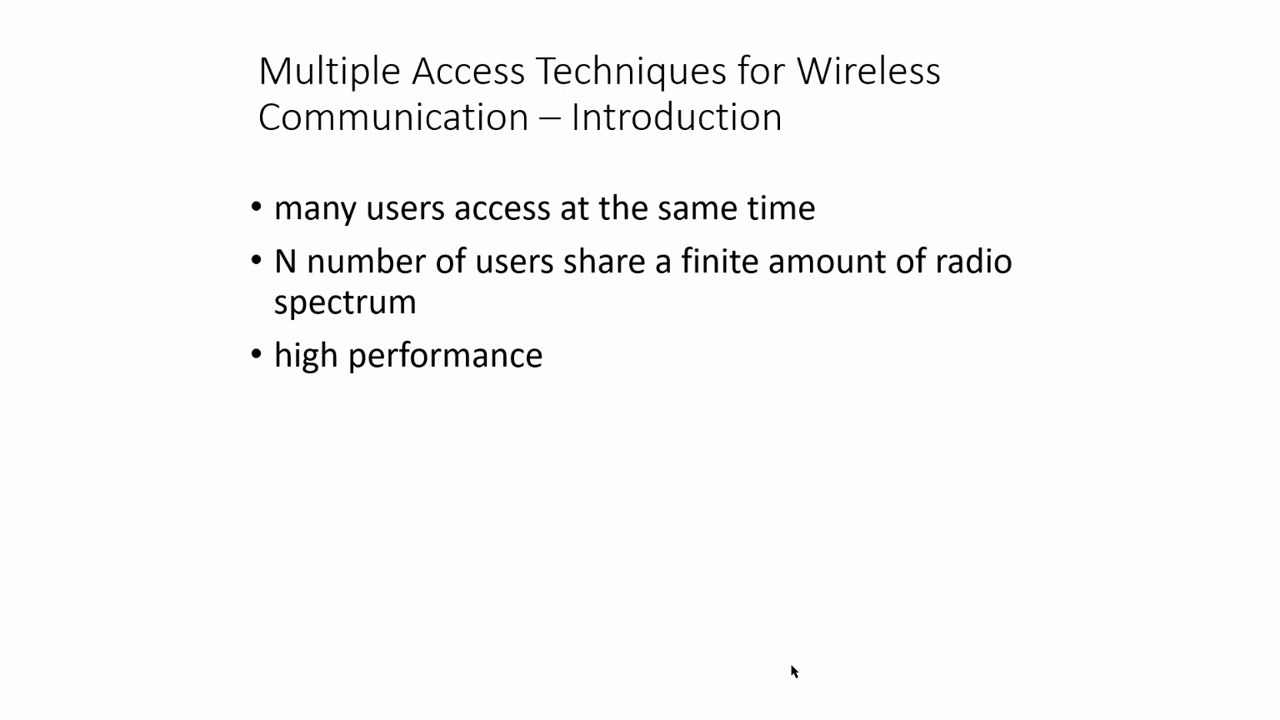 Multiple Access Techniques for Wireless
Communication – Introduction
• many users access at the same time
• N number of users share a finite amount of radio
spectrum
• high performance